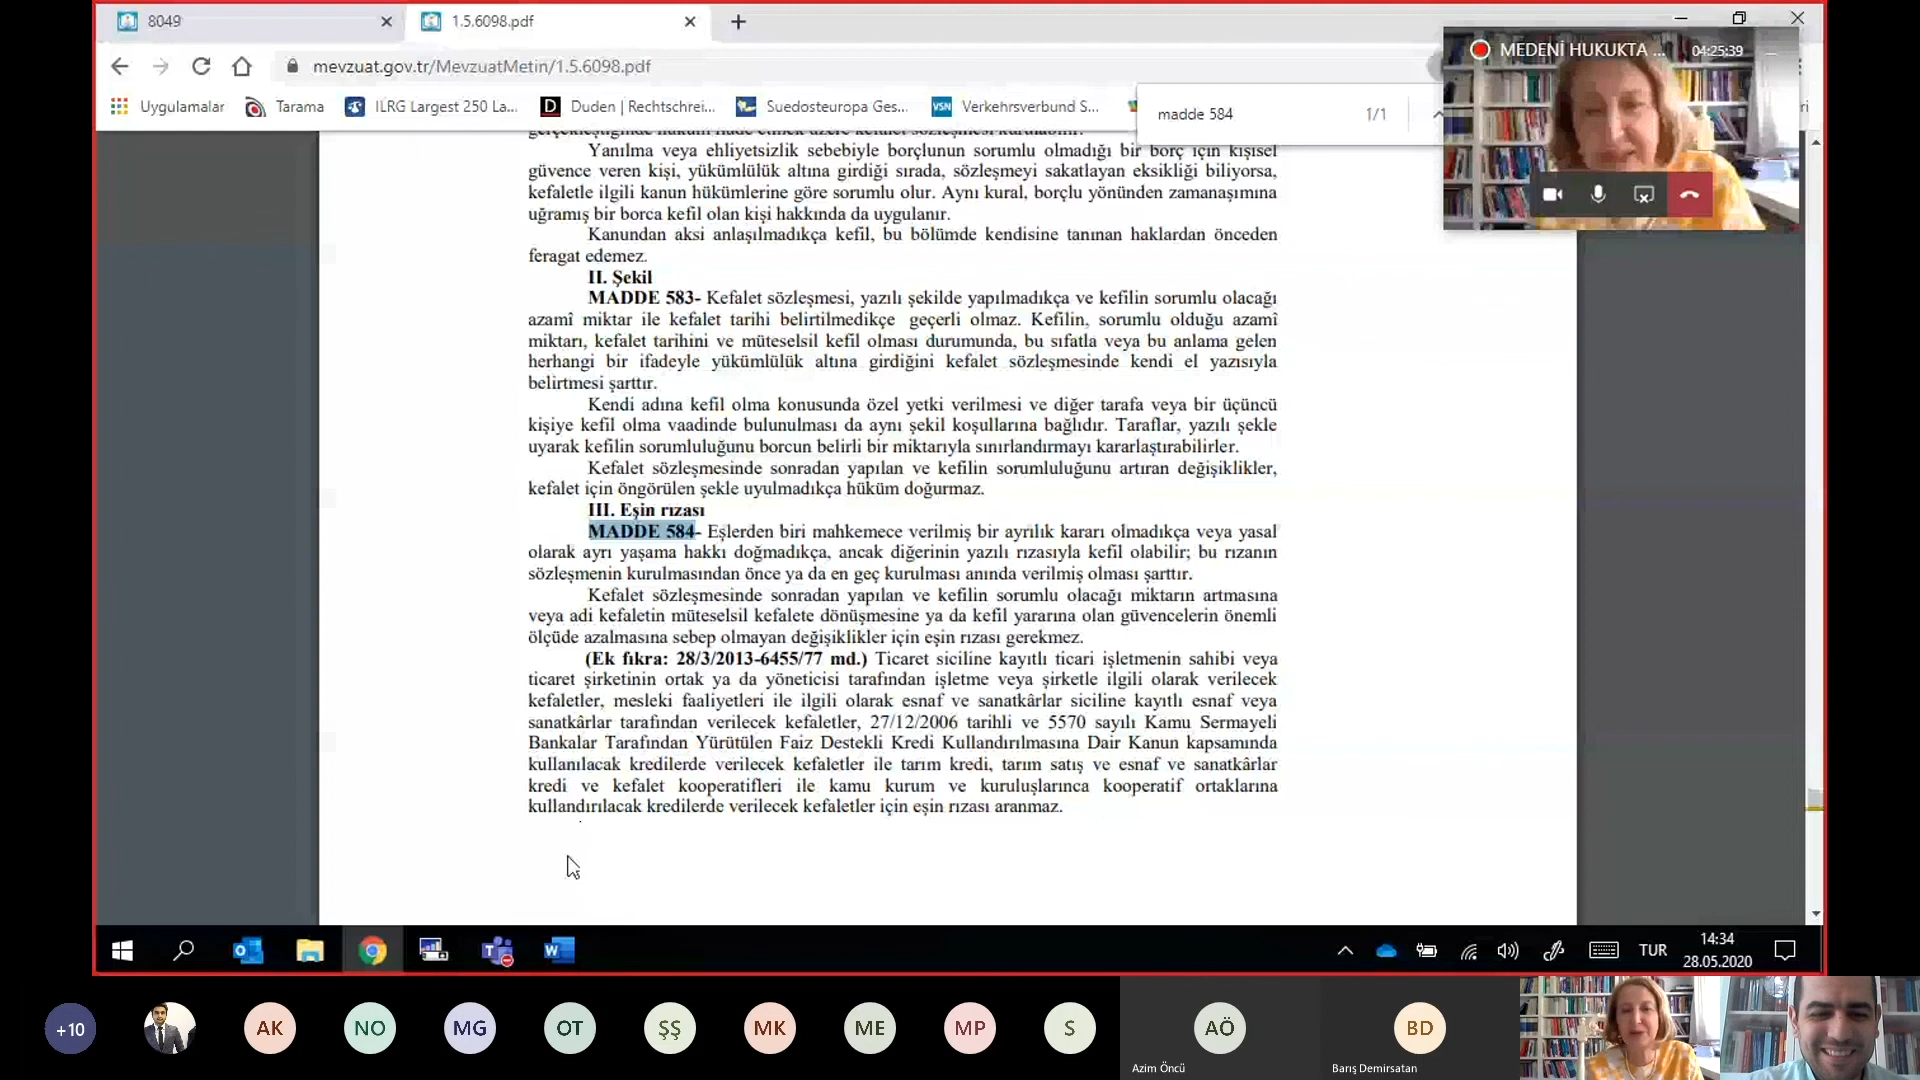 8049
1.5.6098.pdf
mevzuat.gov.tr/MevzuatMetin/1.5.6098.pdf
Uygulamalar
Tarama
ILRG Largest 250 La...
D
Duden | Rechtschrei...
Suedosteuropa Ges...
VSN
Verkehrsverbund S...
madde 584
1/1
MEDENİ HUKUKTA ...
04:25:39
gerçekleştiğinde hüküm ifade etmek üzere kefalet sözleşmesi kurulabilir.
Yanılma veya ehliyetsizlik sebebiyle borçlunun sorumlu olmadığı bir borç için kişisel
güvence veren kişi, yükümlülük altına girdiği sırada, sözleşmeyi sakatlayan eksikliği biliyorsa,
kefaletle ilgili kanun hükümlerine göre sorumlu olur. Aynı kural, borçlu yönünden zamanaşımına
uğramış bir borca kefil olan kişi hakkında da uygulanır.
Kanundan aksi anlaşılmadıkça kefil, bu bölümde kendisine tanınan haklardan önceden
feragat edemez.
II. Şekil
MADDE 583- Kefalet sözleşmesi, yazılı şekilde yapılmadıkça ve kefilin sorumlu olacağı
azamî miktar ile kefalet tarihi belirtilmedikçe geçerli olmaz. Kefilin, sorumlu olduğu azamî
miktarı, kefalet tarihini ve müteselsil kefil olması durumunda, bu sıfatla veya bu anlama gelen
herhangi bir ifadeyle yükümlülük altına girdiğini kefalet sözleşmesinde kendi el yazısıyla
belirtmesi şarttır.
Kendi adına kefil olma konusunda özel yetki verilmesi ve diğer tarafa veya bir üçüncü
kişiye kefil olma vaadinde bulunulması da aynı şekil koşullarına bağlıdır. Taraflar, yazılı şekle
uyarak kefilin sorumluluğunu borcun belirli bir miktarıyla sınırlandırmayı kararlaştırabilirler.
Kefalet sözleşmesinde sonradan yapılan ve kefilin sorumluluğunu artıran değişiklikler,
kefalet için öngörülen şekle uyulmadıkça hüküm doğurmaz.
III. Eşin rızası
MADDE 584- Eşlerden biri mahkemece verilmiş bir ayrılık kararı olmadıkça veya yasal
olarak ayrı yaşama hakkı doğmadıkça, ancak diğerinin yazılı rızasıyla kefil olabilir; bu rızanın
sözleşmenin kurulmasından önce ya da en geç kurulması anında verilmiş olması şarttır.
Kefalet sözleşmesinde sonradan yapılan ve kefilin sorumlu olacağı miktarın artmasına
veya adi kefaletin müteselsil kefalete dönüşmesine ya da kefil yararına olan güvencelerin önemli
ölçüde azalmasına sebep olmayan değişiklikler için eşin rızası gerekmez.
(Ek fıkra: 28/3/2013-6455/77 md.) Ticaret siciline kayıtlı ticari işletmenin sahibi veya
ticaret şirketinin ortak ya da yöneticisi tarafından işletme veya şirketle ilgili olarak verilecek
kefaletler, mesleki faaliyetleri ile ilgili olarak esnaf ve sanatkârlar siciline kayıtlı esnaf veya
sanatkârlar tarafından verilecek kefaletler, 27/12/2006 tarihli ve 5570 sayılı Kamu Sermayeli
Bankalar Tarafından Yürütülen Faiz Destekli Kredi Kullandırılmasına Dair Kanun kapsamında
kullanılacak kredilerde verilecek kefaletler ile tarım kredi, tarım satış ve esnaf ve sanatkârlar
kredi ve kefalet kooperatifleri ile kamu kurum ve kuruluşlarınca kooperatif ortaklarına
kullandırılacak kredilerde verilecek kefaletler için eşin rızası aranmaz.
TUR
14:34
28.05.2020
+10
AK
NO
MG
OT
ŞŞ
MK
ME
MP
S
AÖ
BD
Azim Öncü
Barış Demirsatan